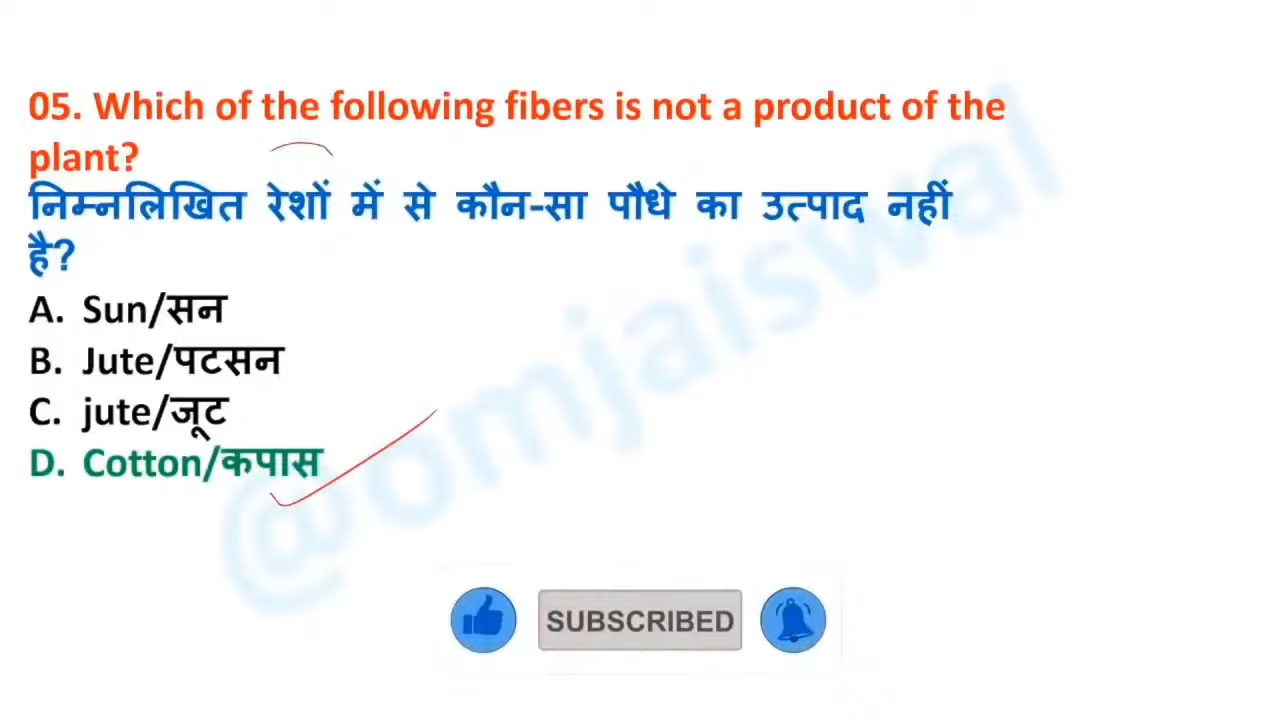 05. Which of the following fibers is not a product of the
plant?
निम्नलिखित रेशों में से कौन-सा पौधे का उत्पाद नहीं
है?
A. Sun/सन
B. Jute/पटसन
C. jute/जूट
D. Cotton/कपास
@omjaiswal
SUBSCRIBED